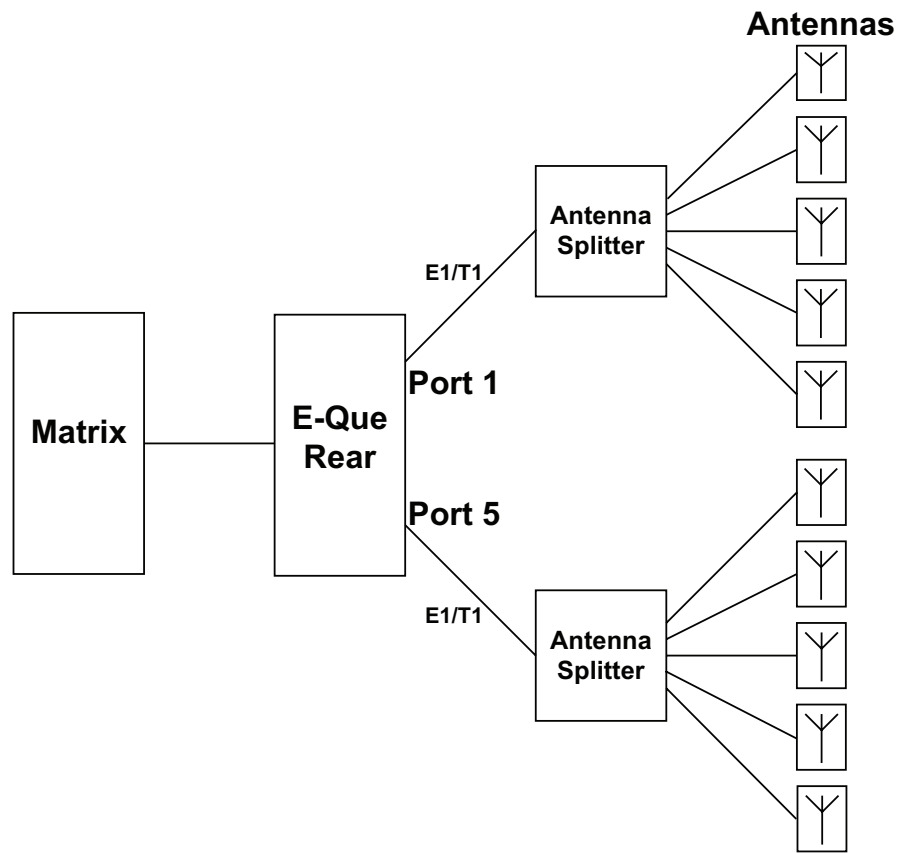 Antennas
Antenna
Splitter
E1/T1
Port 1
Matrix
E-Que
Rear
Port 5
E1/T1
Antenna
Splitter